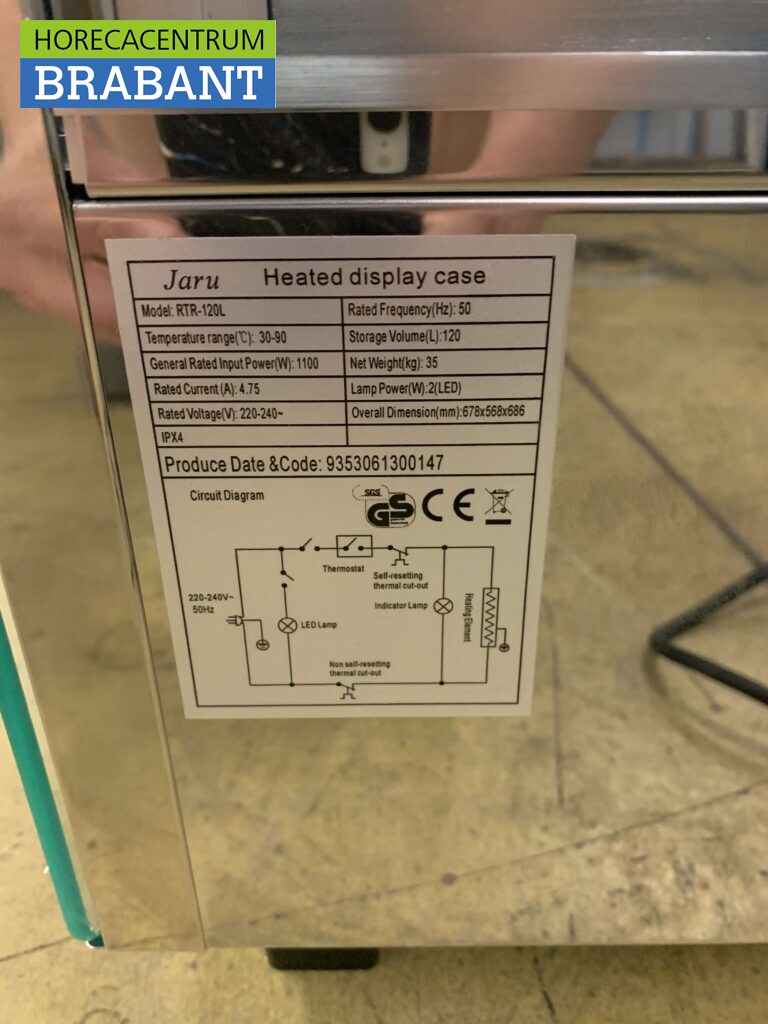 HORECACENTRUM
BRABANT
Jaru Heated display case
Model: RTR-120L Rated Frequency(Hz): 50
Temperature range(℃): 30-90 Storage Volume(L):120
General Rated Input Power(W): 1100 Net Weight(kg): 35
Rated Current (A): 4.75 Lamp Power(W):2(LED)
Rated Voltage(V): 220-240~ Overall Dimension(mm):678x568x686
IPX4
Produce Date &Code: 9353061300147
Circuit Diagram
SGS
GS CE
Thermostat
Self-resetting
thermal cut-out
220-240V~
50Hz
Indicator Lamp
Heating Element
LED Lamp
Non self-resetting
thermal cut-out